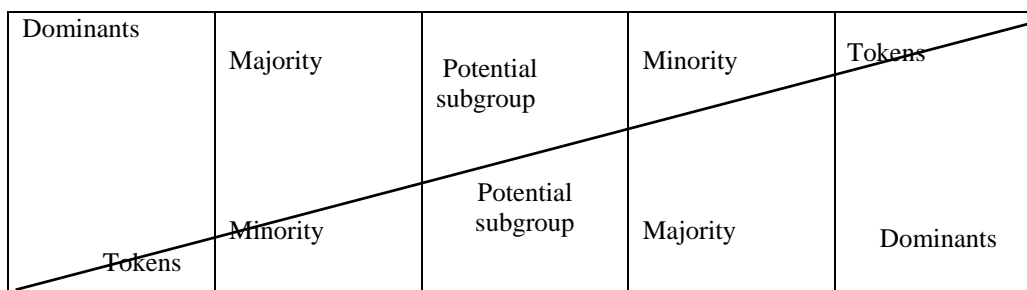 Dominants
Majority
Potential
subgroup
Minority
Tokens
Tokens
Minority
Potential
subgroup
Majority
Dominants